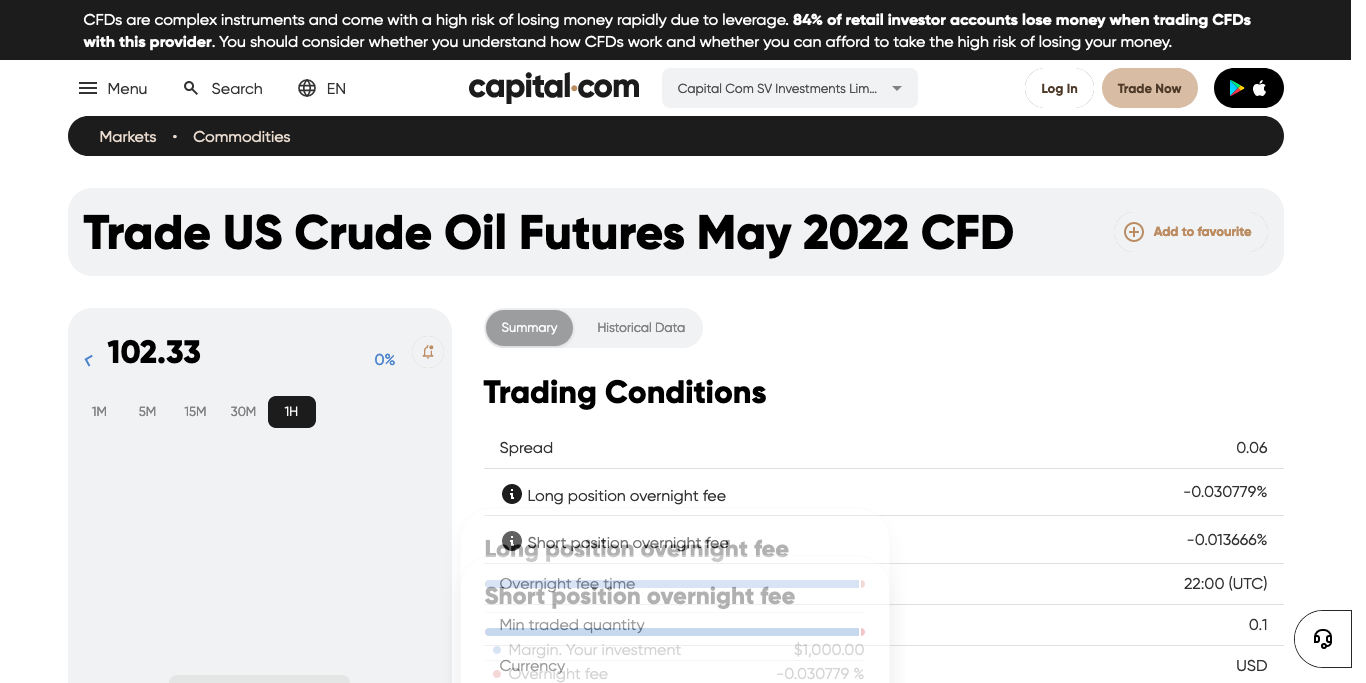 CFDs are complex instruments and come with a high risk of losing money rapidly due to leverage. 84% of retail investor accounts lose money when trading CFDs
with this provider. You should consider whether you understand how CFDs work and whether you can afford to take the high risk of losing your money.
Menu Search EN capital.com Capital Com SV Investments Lim... Log In Trade Now
Markets • Commodities
Trade US Crude Oil Futures May 2022 CFD Add to favourite
102.33 0%
1M 5M 15M 30M 1H
Summary Historical Data
Trading Conditions
Spread 0.06
Long position overnight fee -0.030779%
Short position overnight fee -0.013666%
Long position overnight fee
Overnight fee time 22:00 (UTC)
Short position overnight fee
Min traded quantity 0.1
Margin. Your investment $1,000.00
Currency USD
Overnight fee -0.030779 %